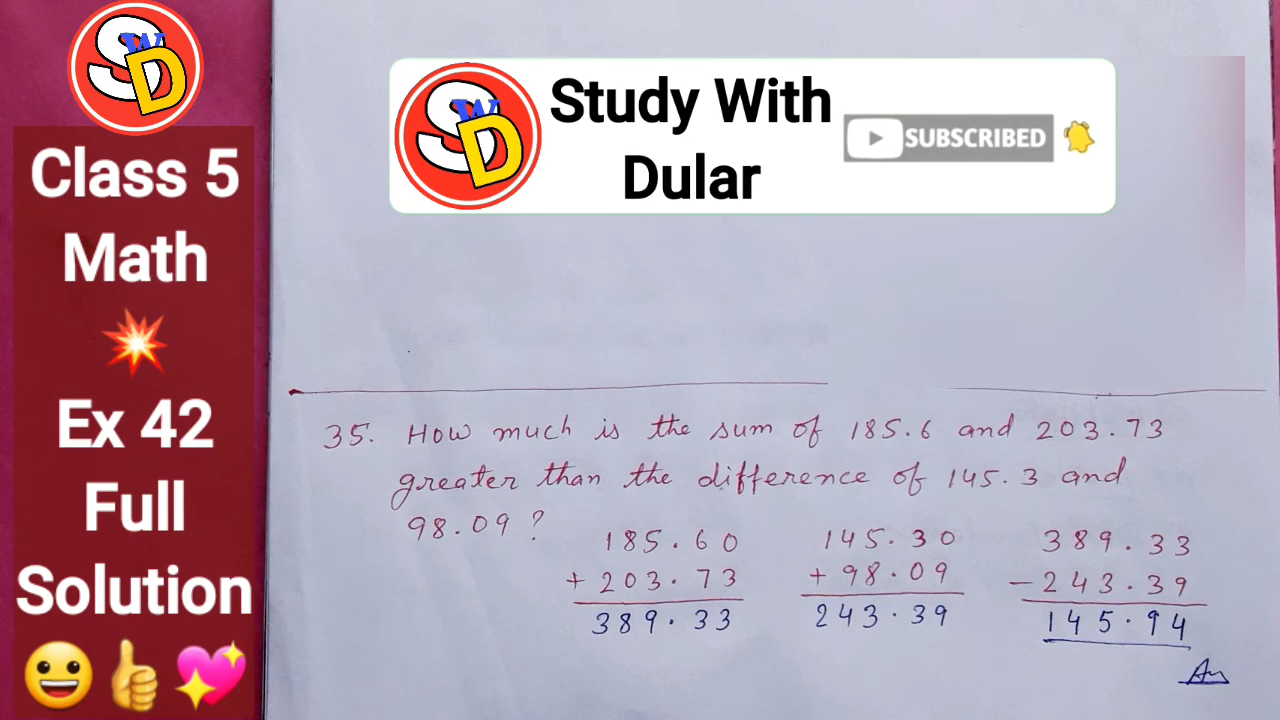 SWD
Class 5
Math
Ex 42
Full
Solution
SWD
Study With
Dular
SUBSCRIBED
35. How much is the sum of 185.6 and 203.73
greater than the difference of 145.3 and
98.09 ?
185.60
+ 203.73
389.33
145.30
+ 98.09
243.39
389.33
- 243.39
145.94